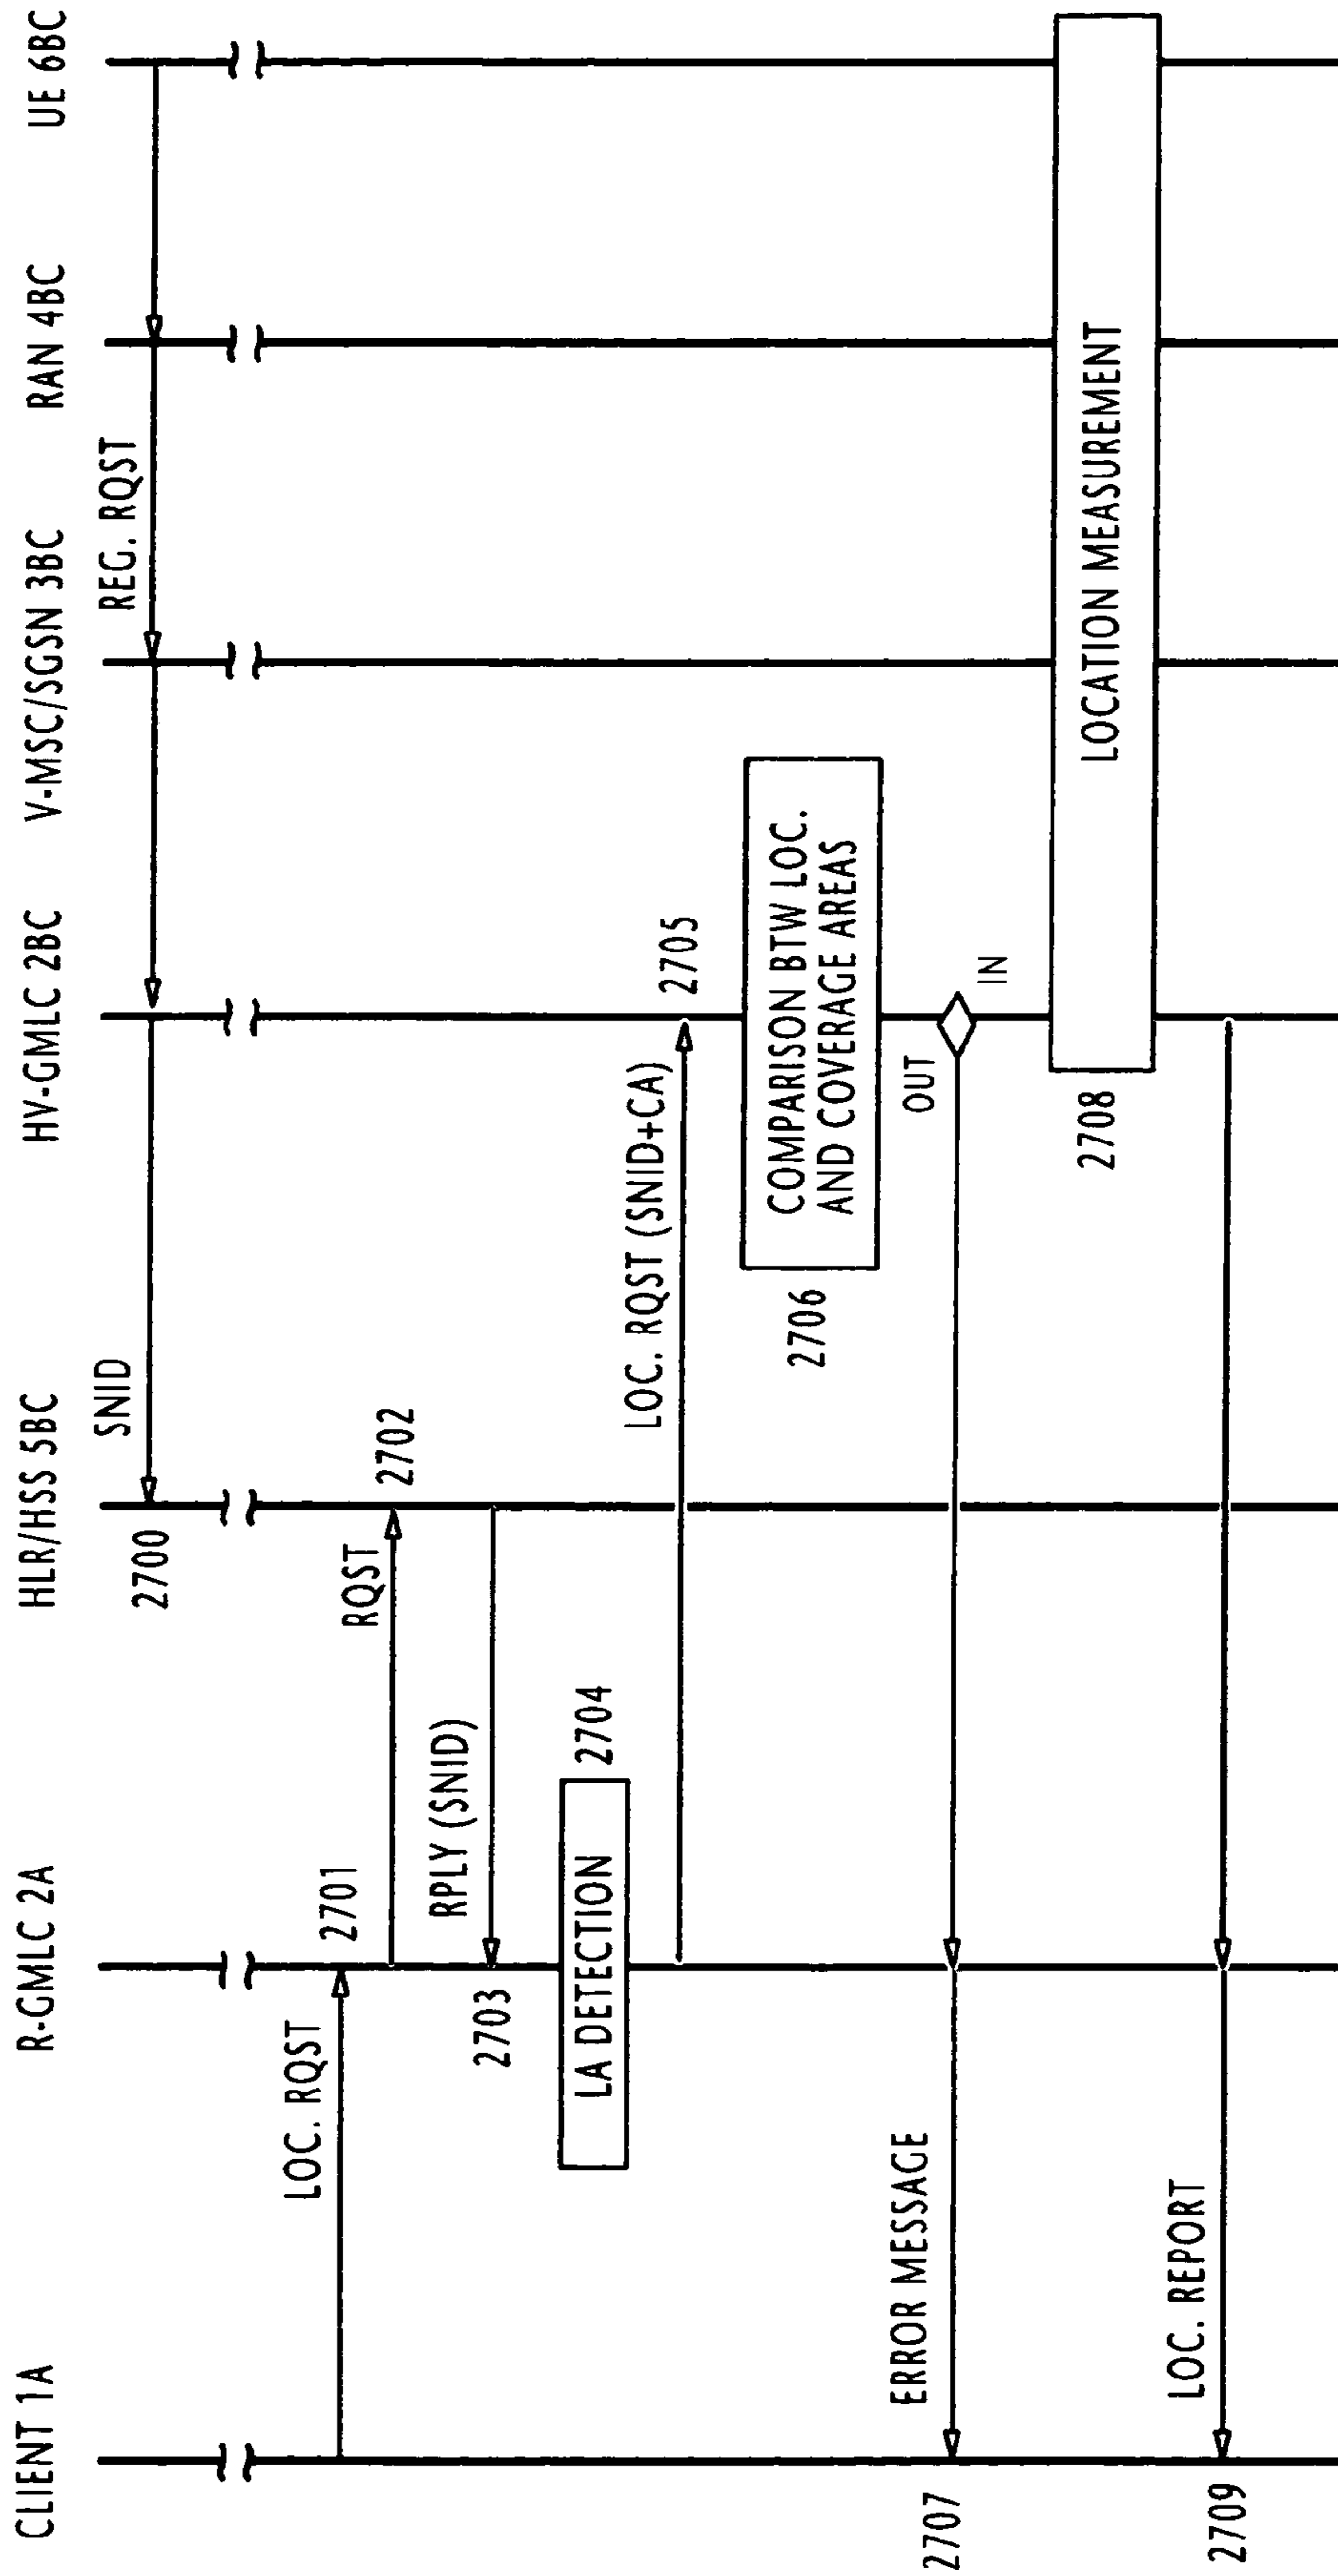 CLIENT 1A
R-GMLC 2A
HLR/HSS 5BC
HV-GMLC 2BC
V-MSC/SGSN 3BC
RAN 4BC
UE 6BC
2700
SNID
REG. RQST
LOC. RQST
2701
RQST
2702
2703
RPLY (SNID)
LA DETECTION
2704
LOC. RQST (SNID+CA)
2705
2706
COMPARISON BTW LOC.
AND COVERAGE AREAS
2707
ERROR MESSAGE
OUT
IN
2708
LOCATION MEASUREMENT
2709
LOC. REPORT